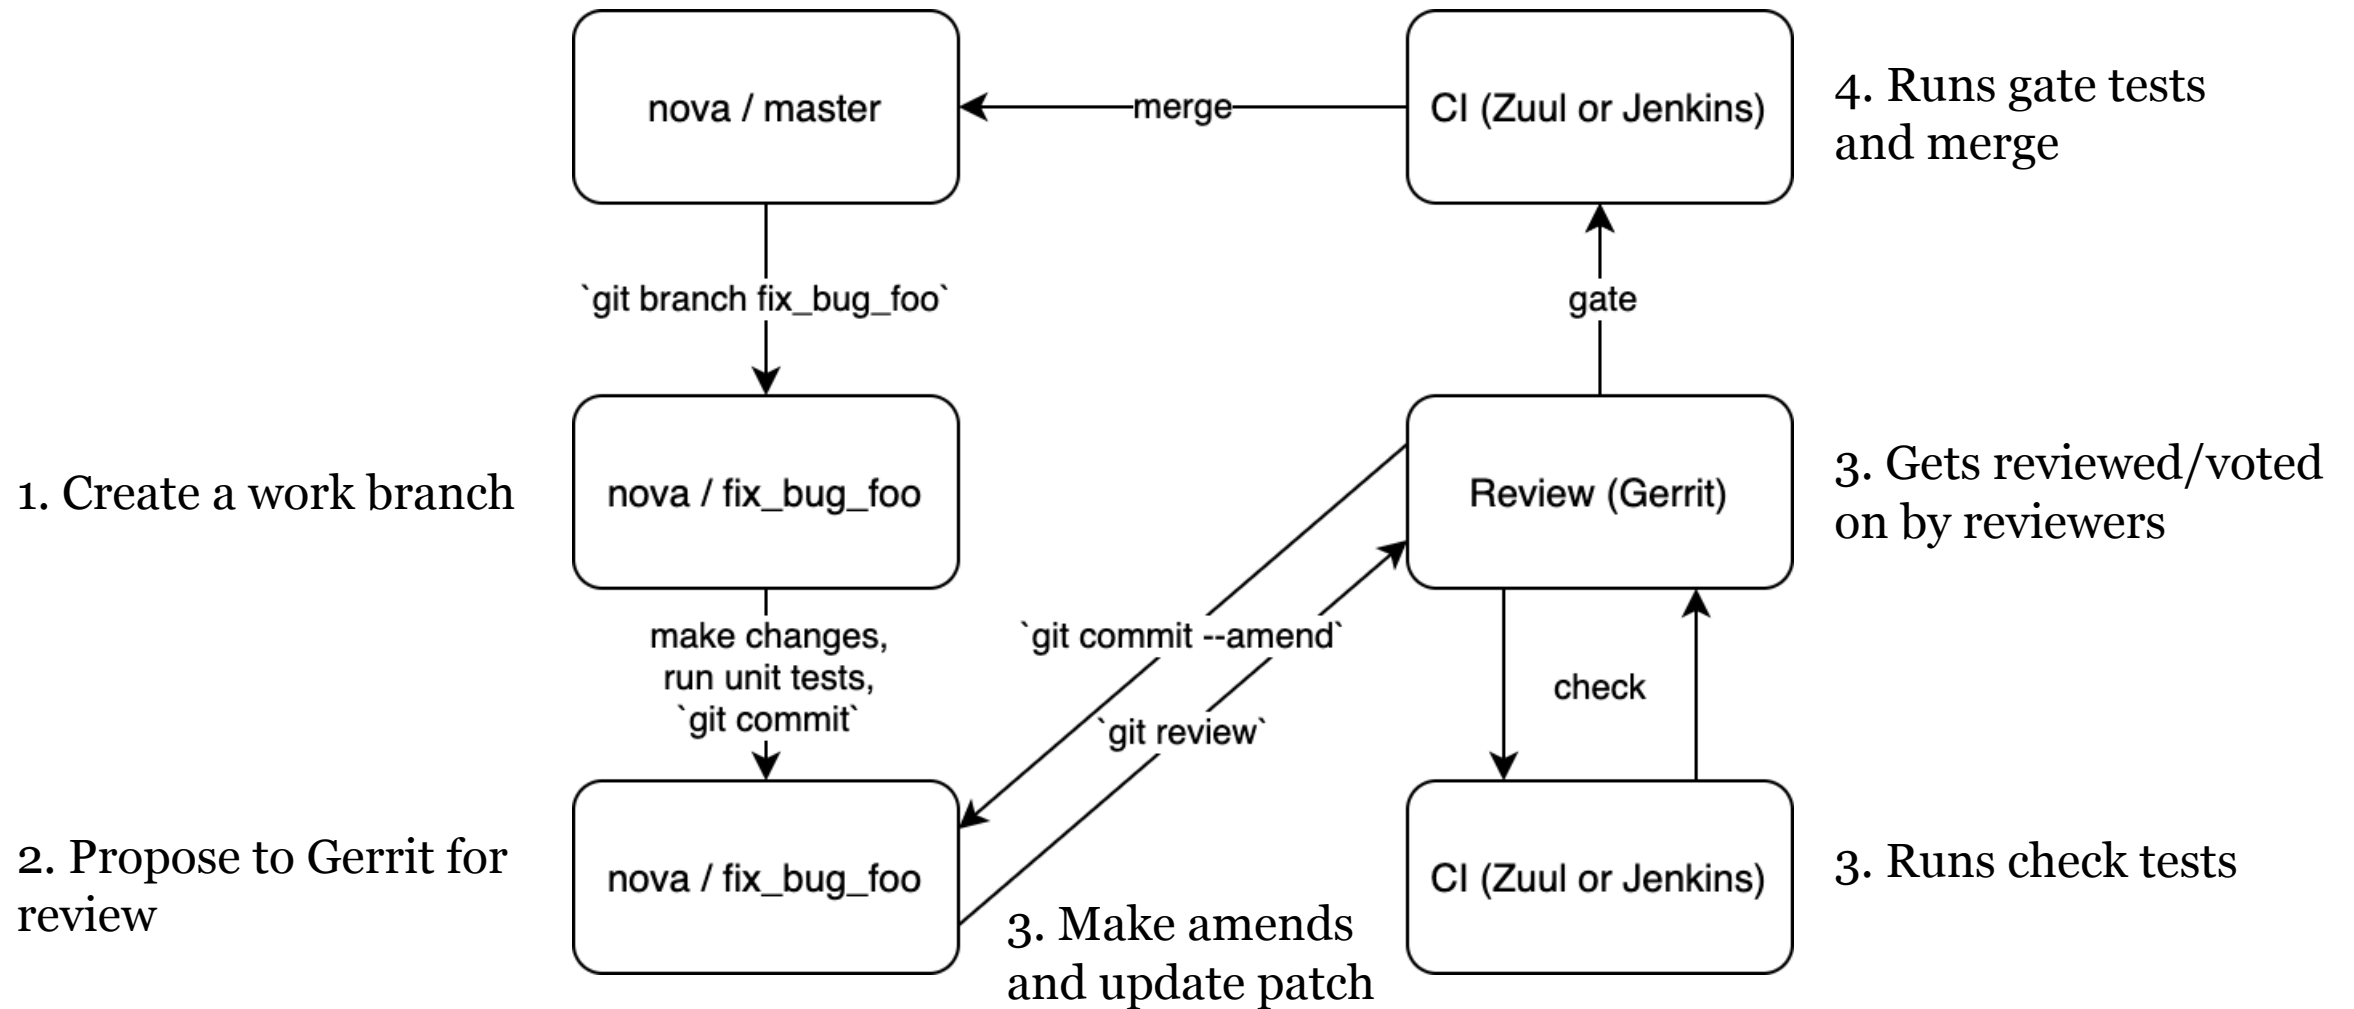 nova / master
merge
CI (Zuul or Jenkins)
4. Runs gate tests
and merge
`git branch fix_bug_foo`
gate
1. Create a work branch
nova / fix_bug_foo
Review (Gerrit)
3. Gets reviewed/voted
on by reviewers
make changes,
run unit tests,
`git commit`
`git commit --amend`
`git review`
check
2. Propose to Gerrit for
review
nova / fix_bug_foo
3. Make amends
and update patch
CI (Zuul or Jenkins)
3. Runs check tests